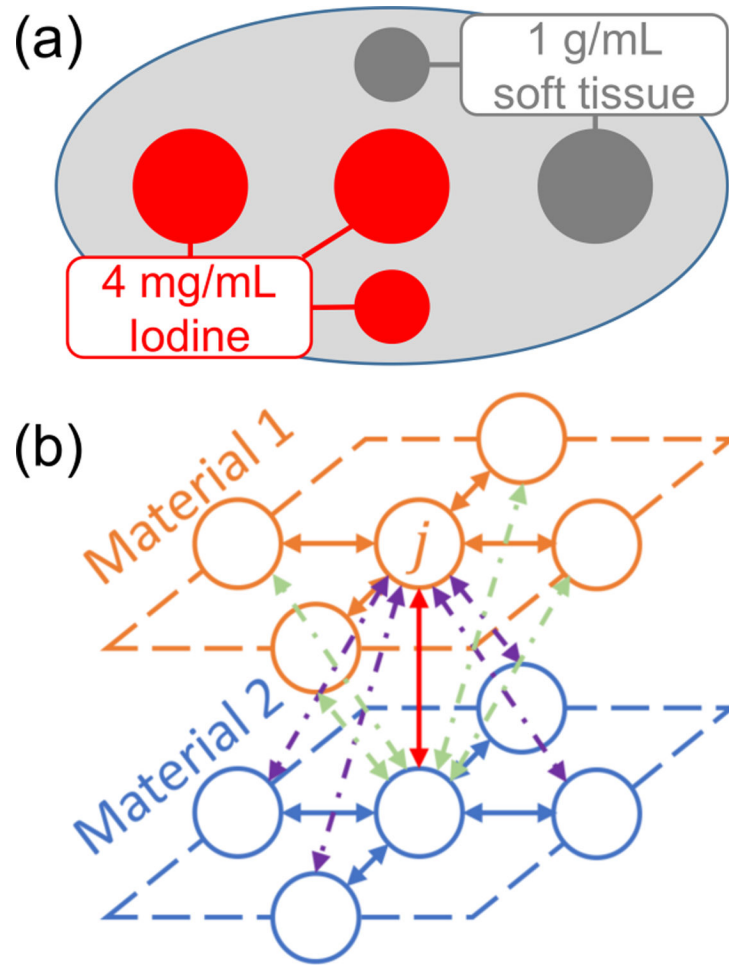 (a)
1 g/mL
soft tissue
4 mg/mL
Iodine
(b)
Material 1
j
Material 2